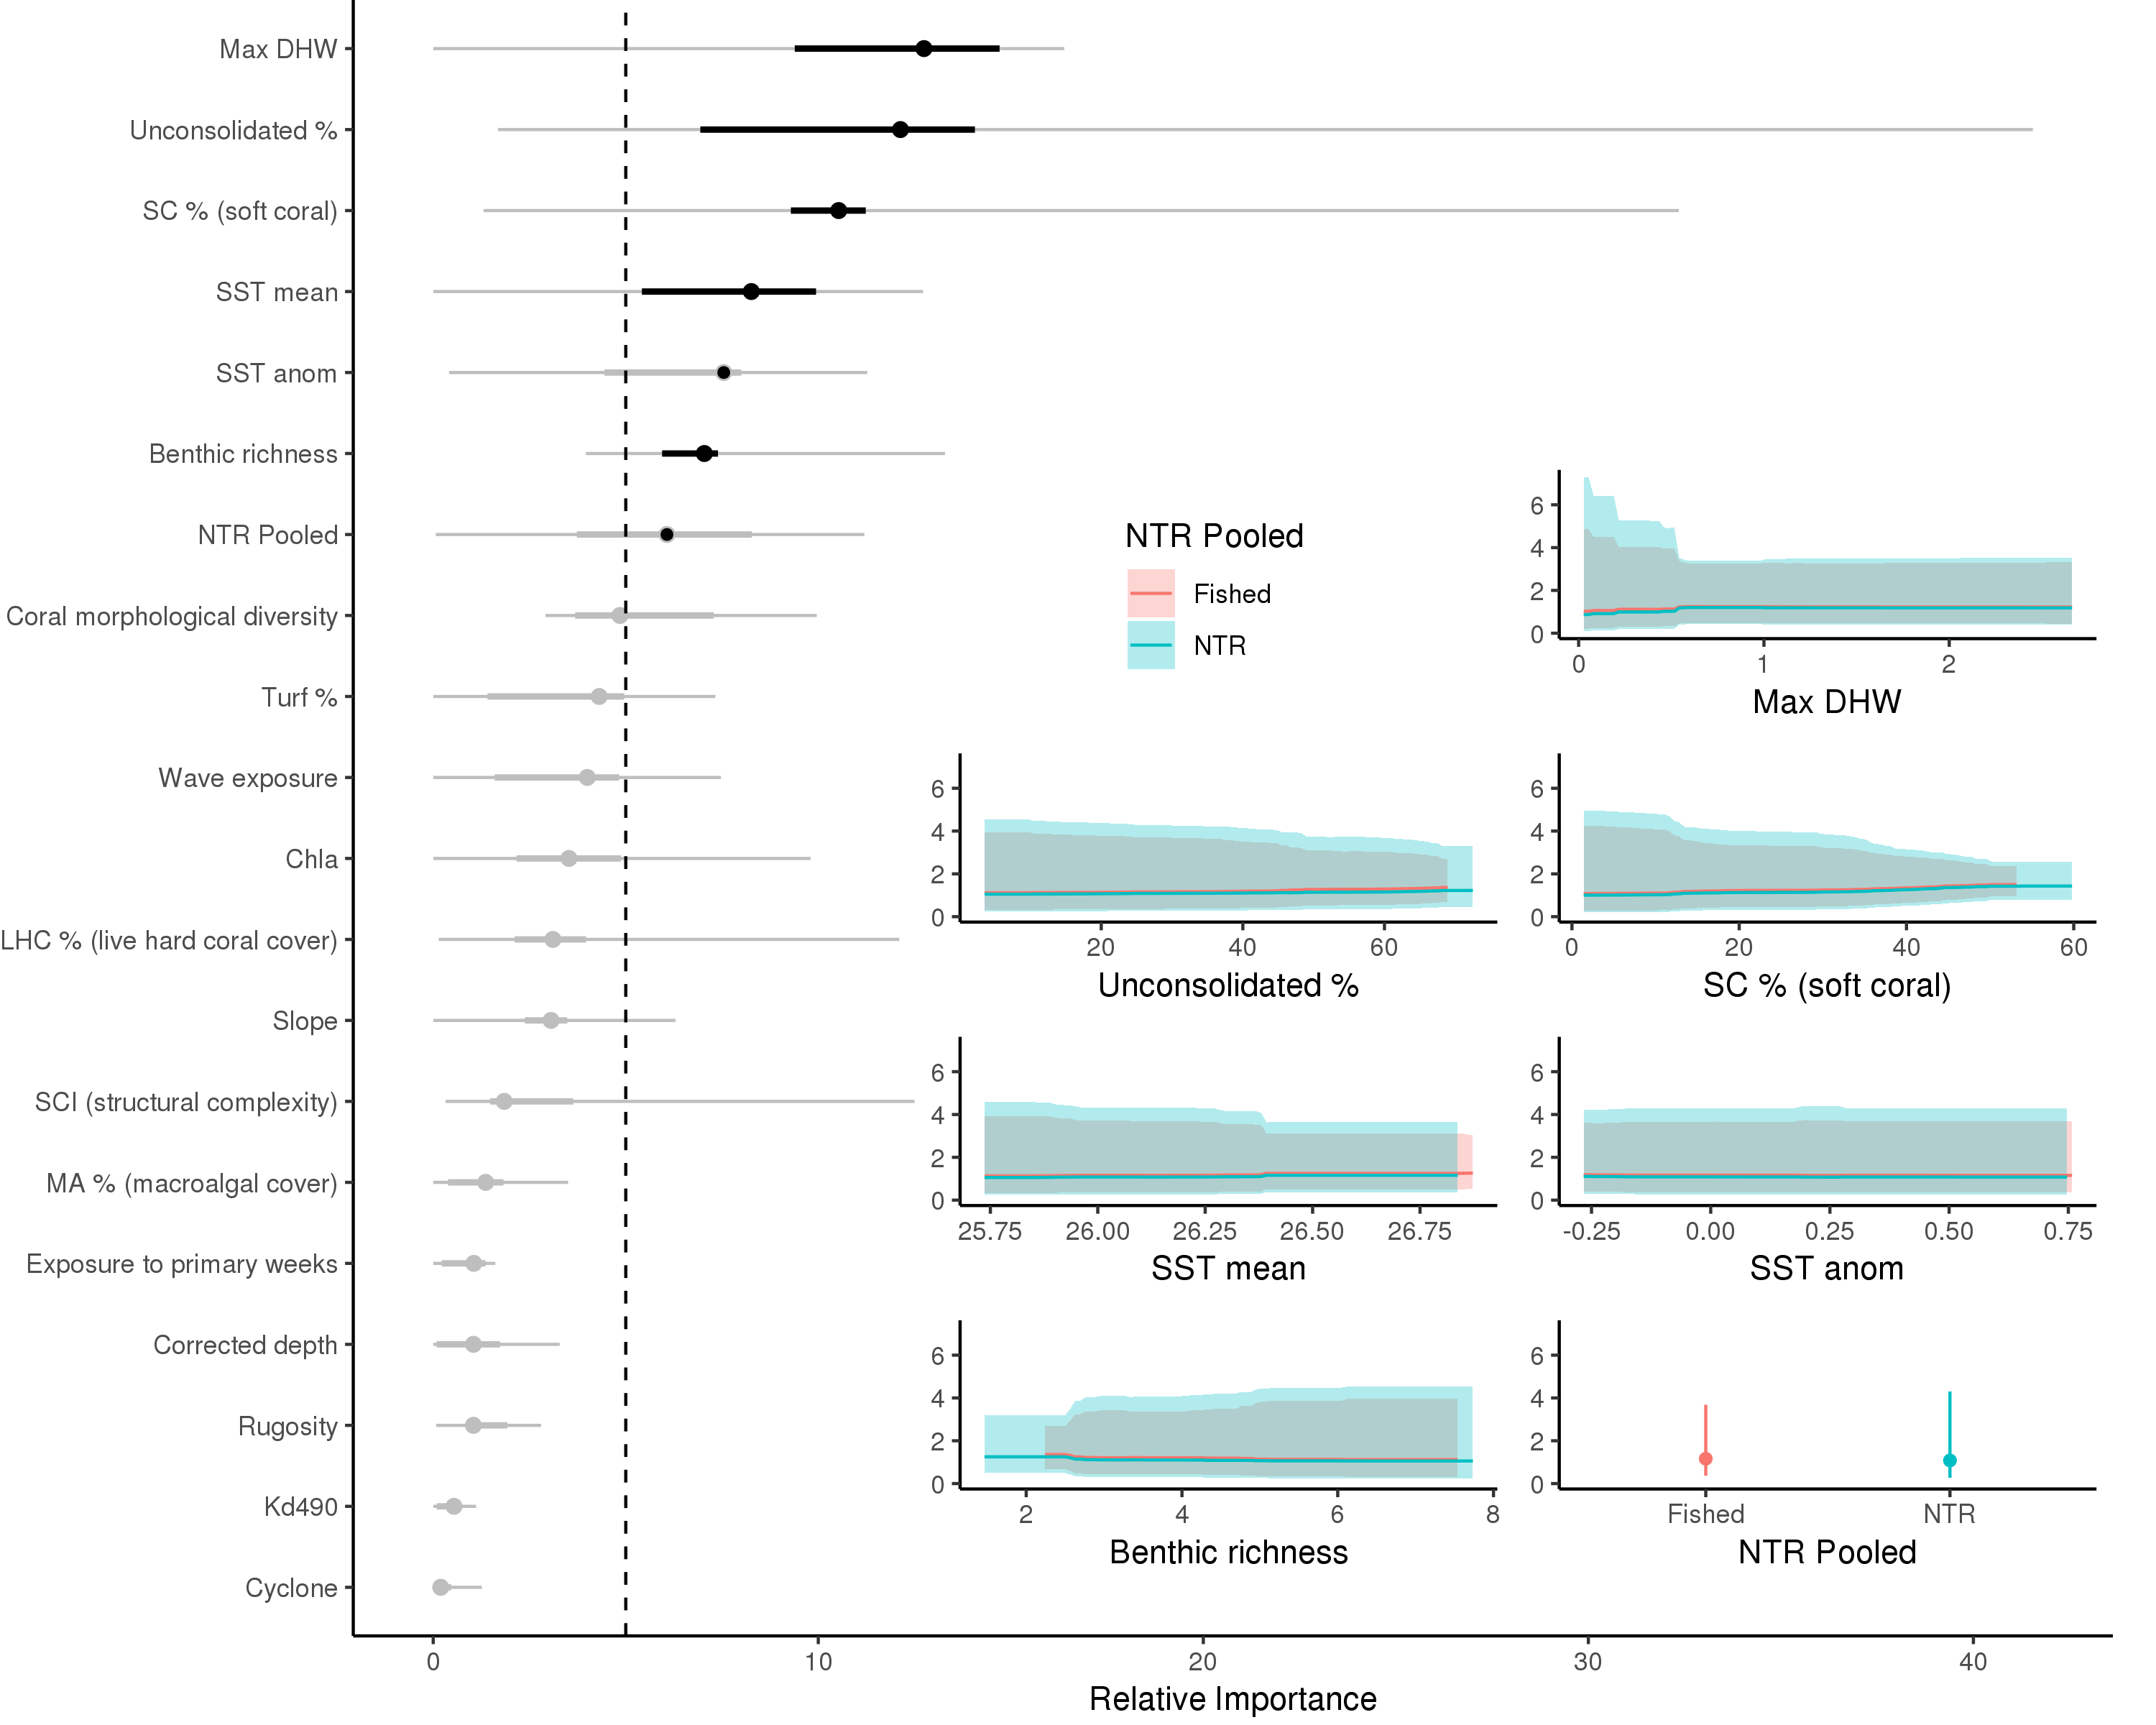 Max DHW
Unconsolidated %
SC % (soft coral)
SST mean
SST anom
Benthic richness
NTR Pooled
Coral morphological diversity
Turf %
Wave exposure
Chla
LHC % (live hard coral cover)
Slope
SCI (structural complexity)
MA % (macroalgal cover)
Exposure to primary weeks
Corrected depth
Rugosity
Kd490
Cyclone
0 10 20 30 40
Relative Importance
NTR Pooled
Fished
NTR
6
4
2
0
0 1 2
Max DHW
6
4
2
0
20 40 60
Unconsolidated %
6
4
2
0
0 20 40 60
SC % (soft coral)
6
4
2
0
25.75 26.00 26.25 26.50 26.75
SST mean
6
4
2
0
-0.25 0.00 0.25 0.50 0.75
SST anom
6
4
2
0
2 4 6 8
Benthic richness
6
4
2
0
Fished NTR
NTR Pooled